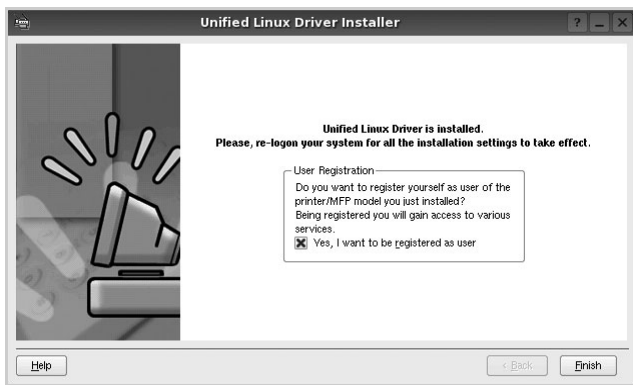 Unified Linux Driver Installer
Unified Linux Driver is installed.
Please, re-logon your system for all the installation settings to take effect.
User Registration
Do you want to register yourself as user of the
printer/MFP model you just installed?
Being registered you will gain access to various
services.
Yes, I want to be registered as user
Help
< Back
Finish